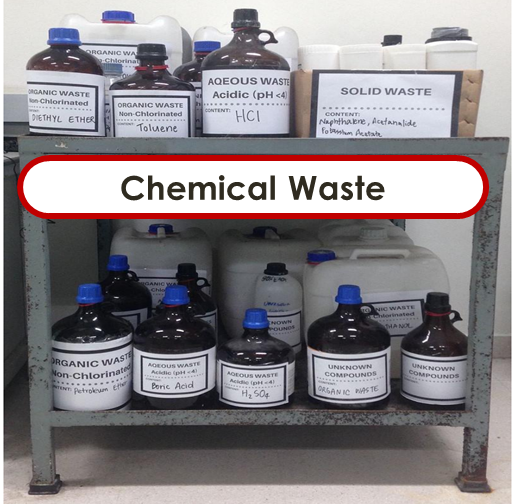 ORGANIC WASTE
Non-Chlorinated
ORGANIC WASTE
Non-Chlorinated
DIETHYL ETHER
ORGANIC WASTE
Non-Chlorinated
CONTENT:
Toluene
AQEOUS WASTE
Acidic (pH <4)
CONTENT:
HCl
SOLID WASTE
CONTENT:
Naphthalene, Acetanalide
Potassium Acetate
Chemical Waste
UNKNOWN
COMPOUNDS
ORGANIC WASTE
Non-Chlorinated
ORGANIC WASTE
Non-Chlorinated
CONTENT: Petroleum Ether
AQEOUS WASTE
Acidic (pH <4)
Boric Acid
AQEOUS WASTE
Acidic (pH <4)
H₂SO₄
UNKNOWN
COMPOUNDS
ORGANIC WASTE
UNKNOWN
COMPOUNDS